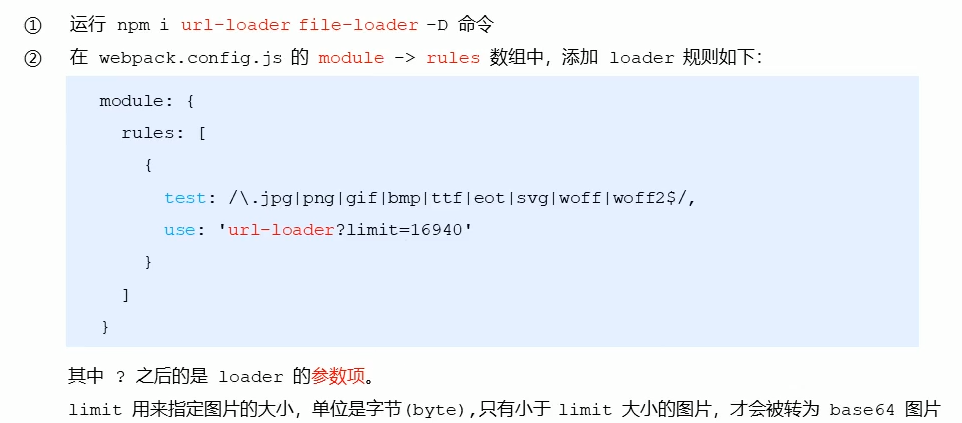 ① 运行 npm i url-loader file-loader -D 命令
② 在 webpack.config.js 的 module -> rules 数组中，添加 loader 规则如下：
module: {
rules: [
{
test: /\.jpg|png|gif|bmp|ttf|eot|svg|woff|woff2$/,
use: 'url-loader?limit=16940'
}
]
}
其中 ? 之后的是 loader 的参数项。
limit 用来指定图片的大小，单位是字节(byte),只有小于 limit 大小的图片，才会被转为 base64 图片